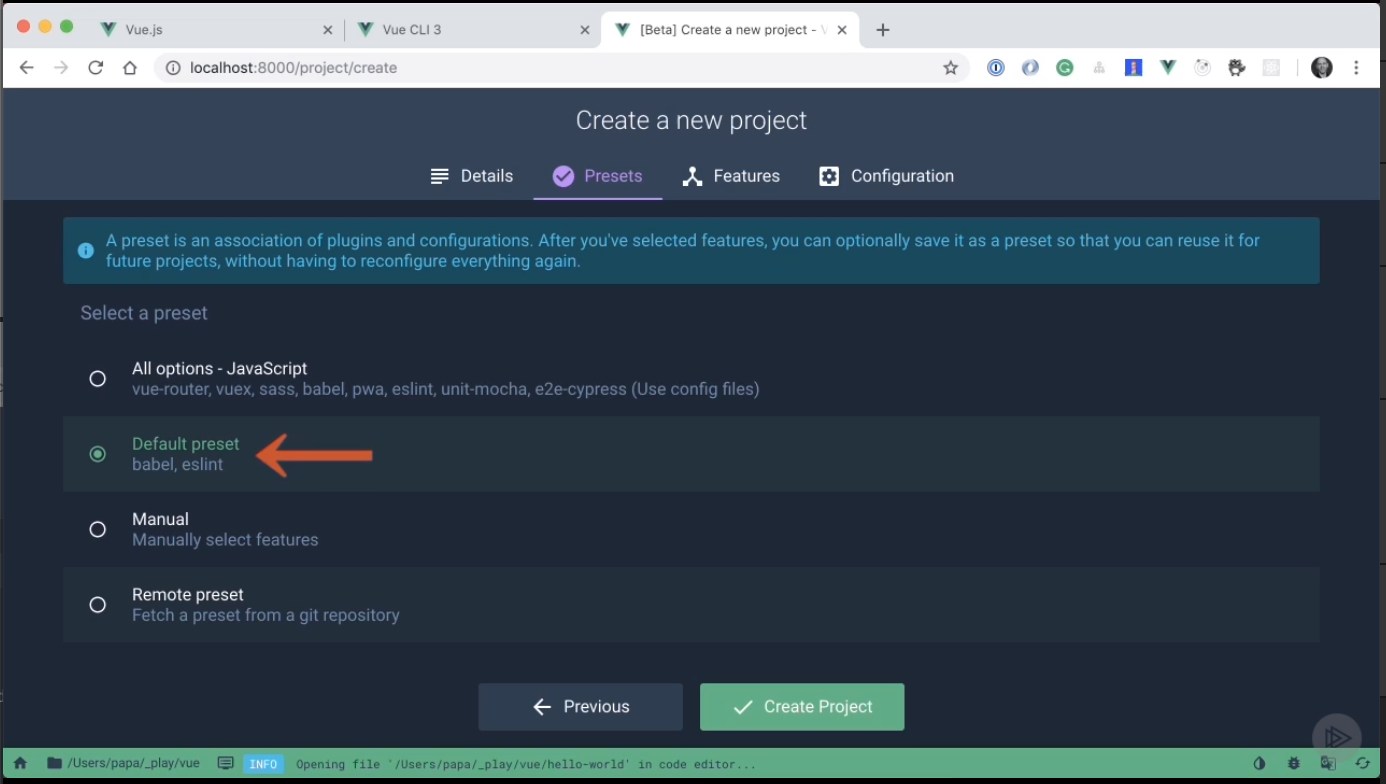 Vue.js
Vue CLI 3
[Beta] Create a new project - V
localhost:8000/project/create
Create a new project
Details
Presets
Features
Configuration
A preset is an association of plugins and configurations. After you've selected features, you can optionally save it as a preset so that you can reuse it for
future projects, without having to reconfigure everything again.
Select a preset
All options - JavaScript
vue-router, vuex, sass, babel, pwa, eslint, unit-mocha, e2e-cypress (Use config files)
Default preset
babel, eslint
Manual
Manually select features
Remote preset
Fetch a preset from a git repository
Previous
Create Project
/Users/papa/_play/vue
INFO
Opening file '/Users/papa/_play/vue/hello-world' in code editor...